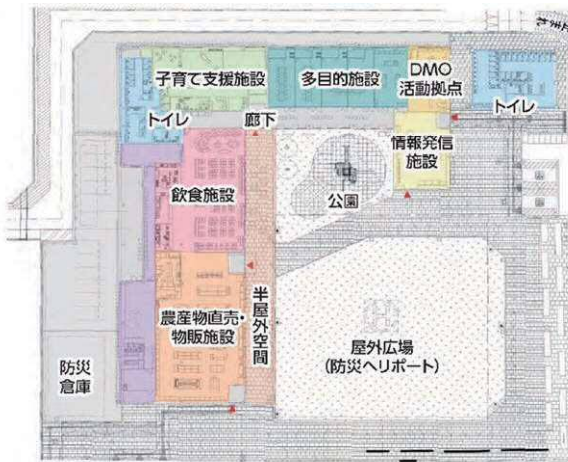 子育て支援施設
多目的施設
DMO
活動拠点
トイレ
トイレ
廊下
情報発信
施設
飲食施設
公園
農産物直売・
物販施設
半屋外空間
屋外広場
(防災ヘリポート)
防災
倉庫